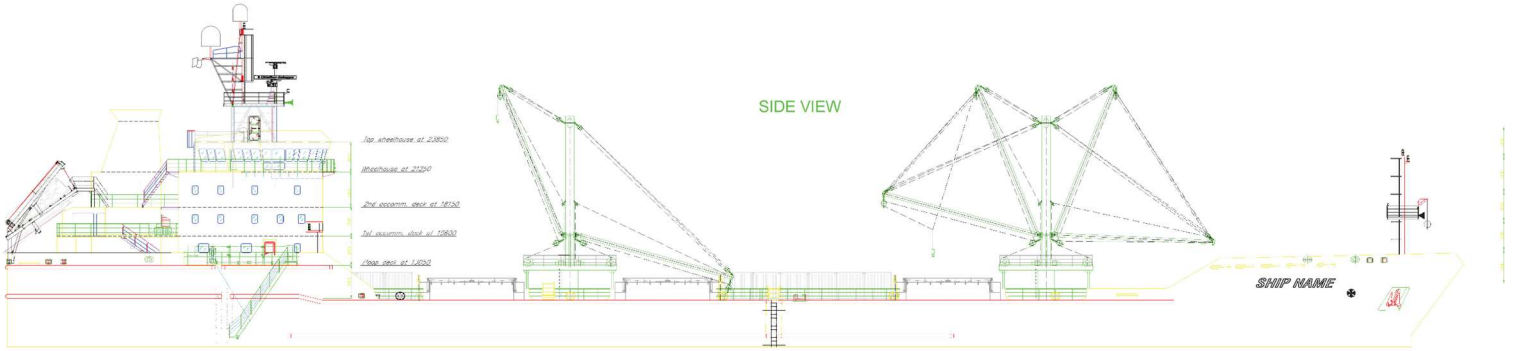 SIDE VIEW
Top wheelhouse at 23850
Wheelhouse at 21250
2nd accomm. deck at 18150
1st accomm. deck at 15600
Poop deck at 13050
SHIP NAME